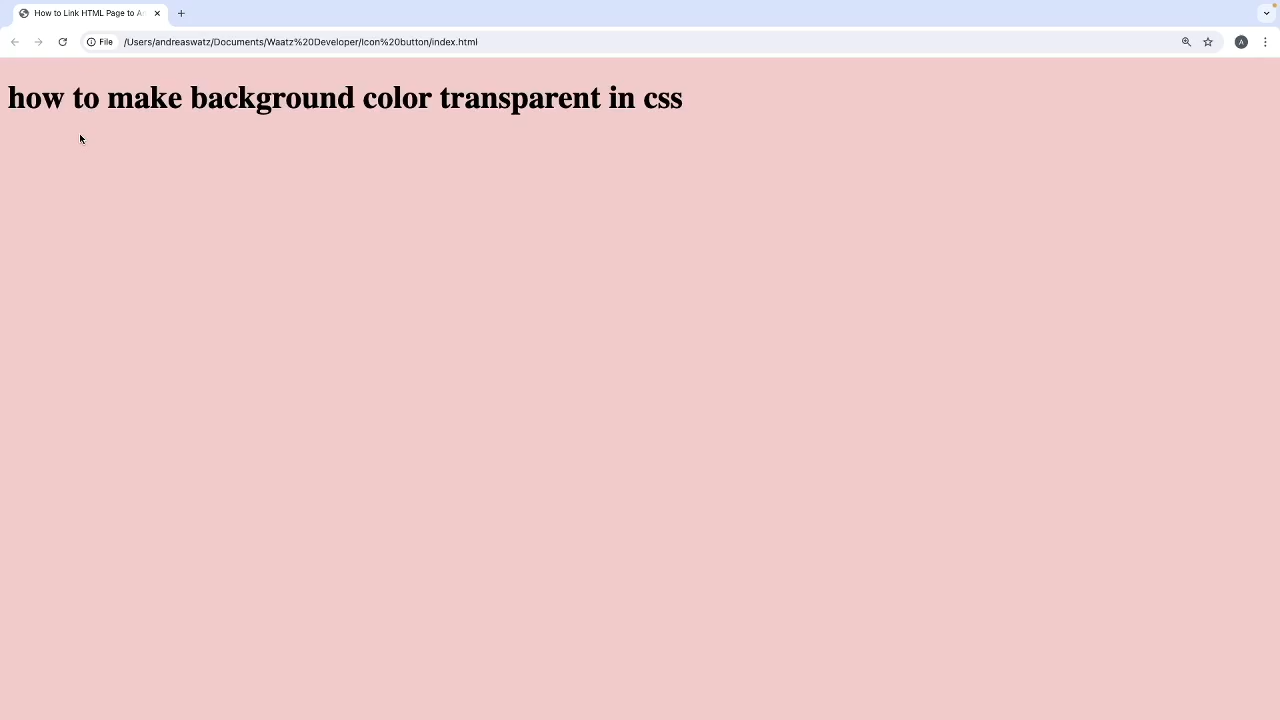 How to Link HTML Page to An
File
/Users/andreaswatz/Documents/Waatz%20Developer/Icon%20button/index.html
A
how to make background color transparent in css